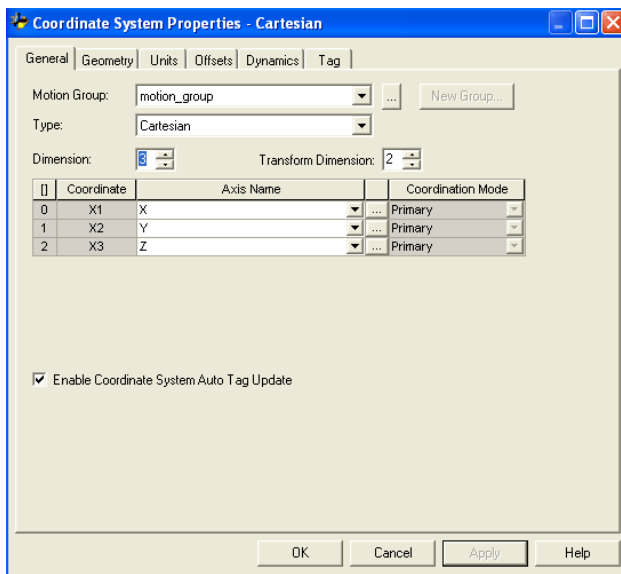 Coordinate System Properties - Cartesian
General Geometry Units Offsets Dynamics Tag
Motion Group: motion_group ... New Group...
Type: Cartesian
Dimension: 3 Transform Dimension: 2
[] Coordinate Axis Name Coordination Mode
0 X1 X ... Primary
1 X2 Y ... Primary
2 X3 Z ... Primary
Enable Coordinate System Auto Tag Update
OK Cancel Apply Help